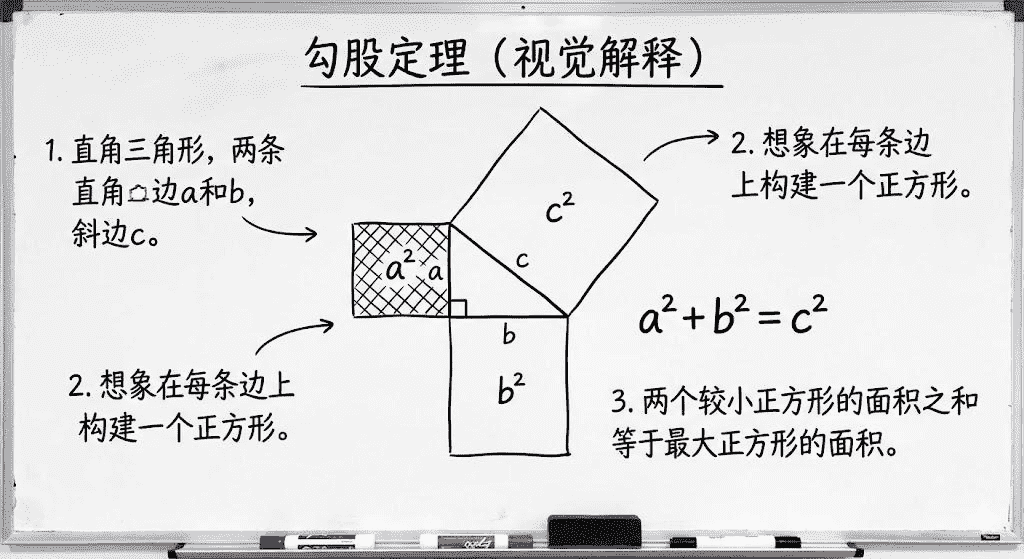 勾股定理（视觉解释）
1. 直角三角形，两条
直角边a和b，
斜边c。
2. 想象在每条边
上构建一个正方形。
c²
a²
a
c
b
b²
a²+b²=c²
2. 想象在每条边上
构建一个正方形。
3. 两个较小正方形的面积之和
等于最大正方形的面积。